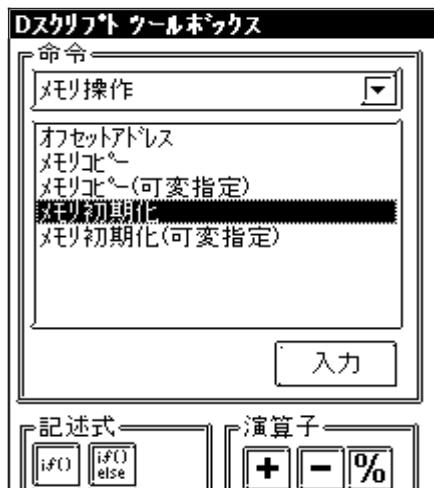 Dスクリプト ツールボックス
命令
メモリ操作
オフセットアドレス
メモリコピー
メモリコピー(可変指定)
メモリ初期化
メモリ初期化(可変指定)
入力
記述式 演算子
if() if() else + - %